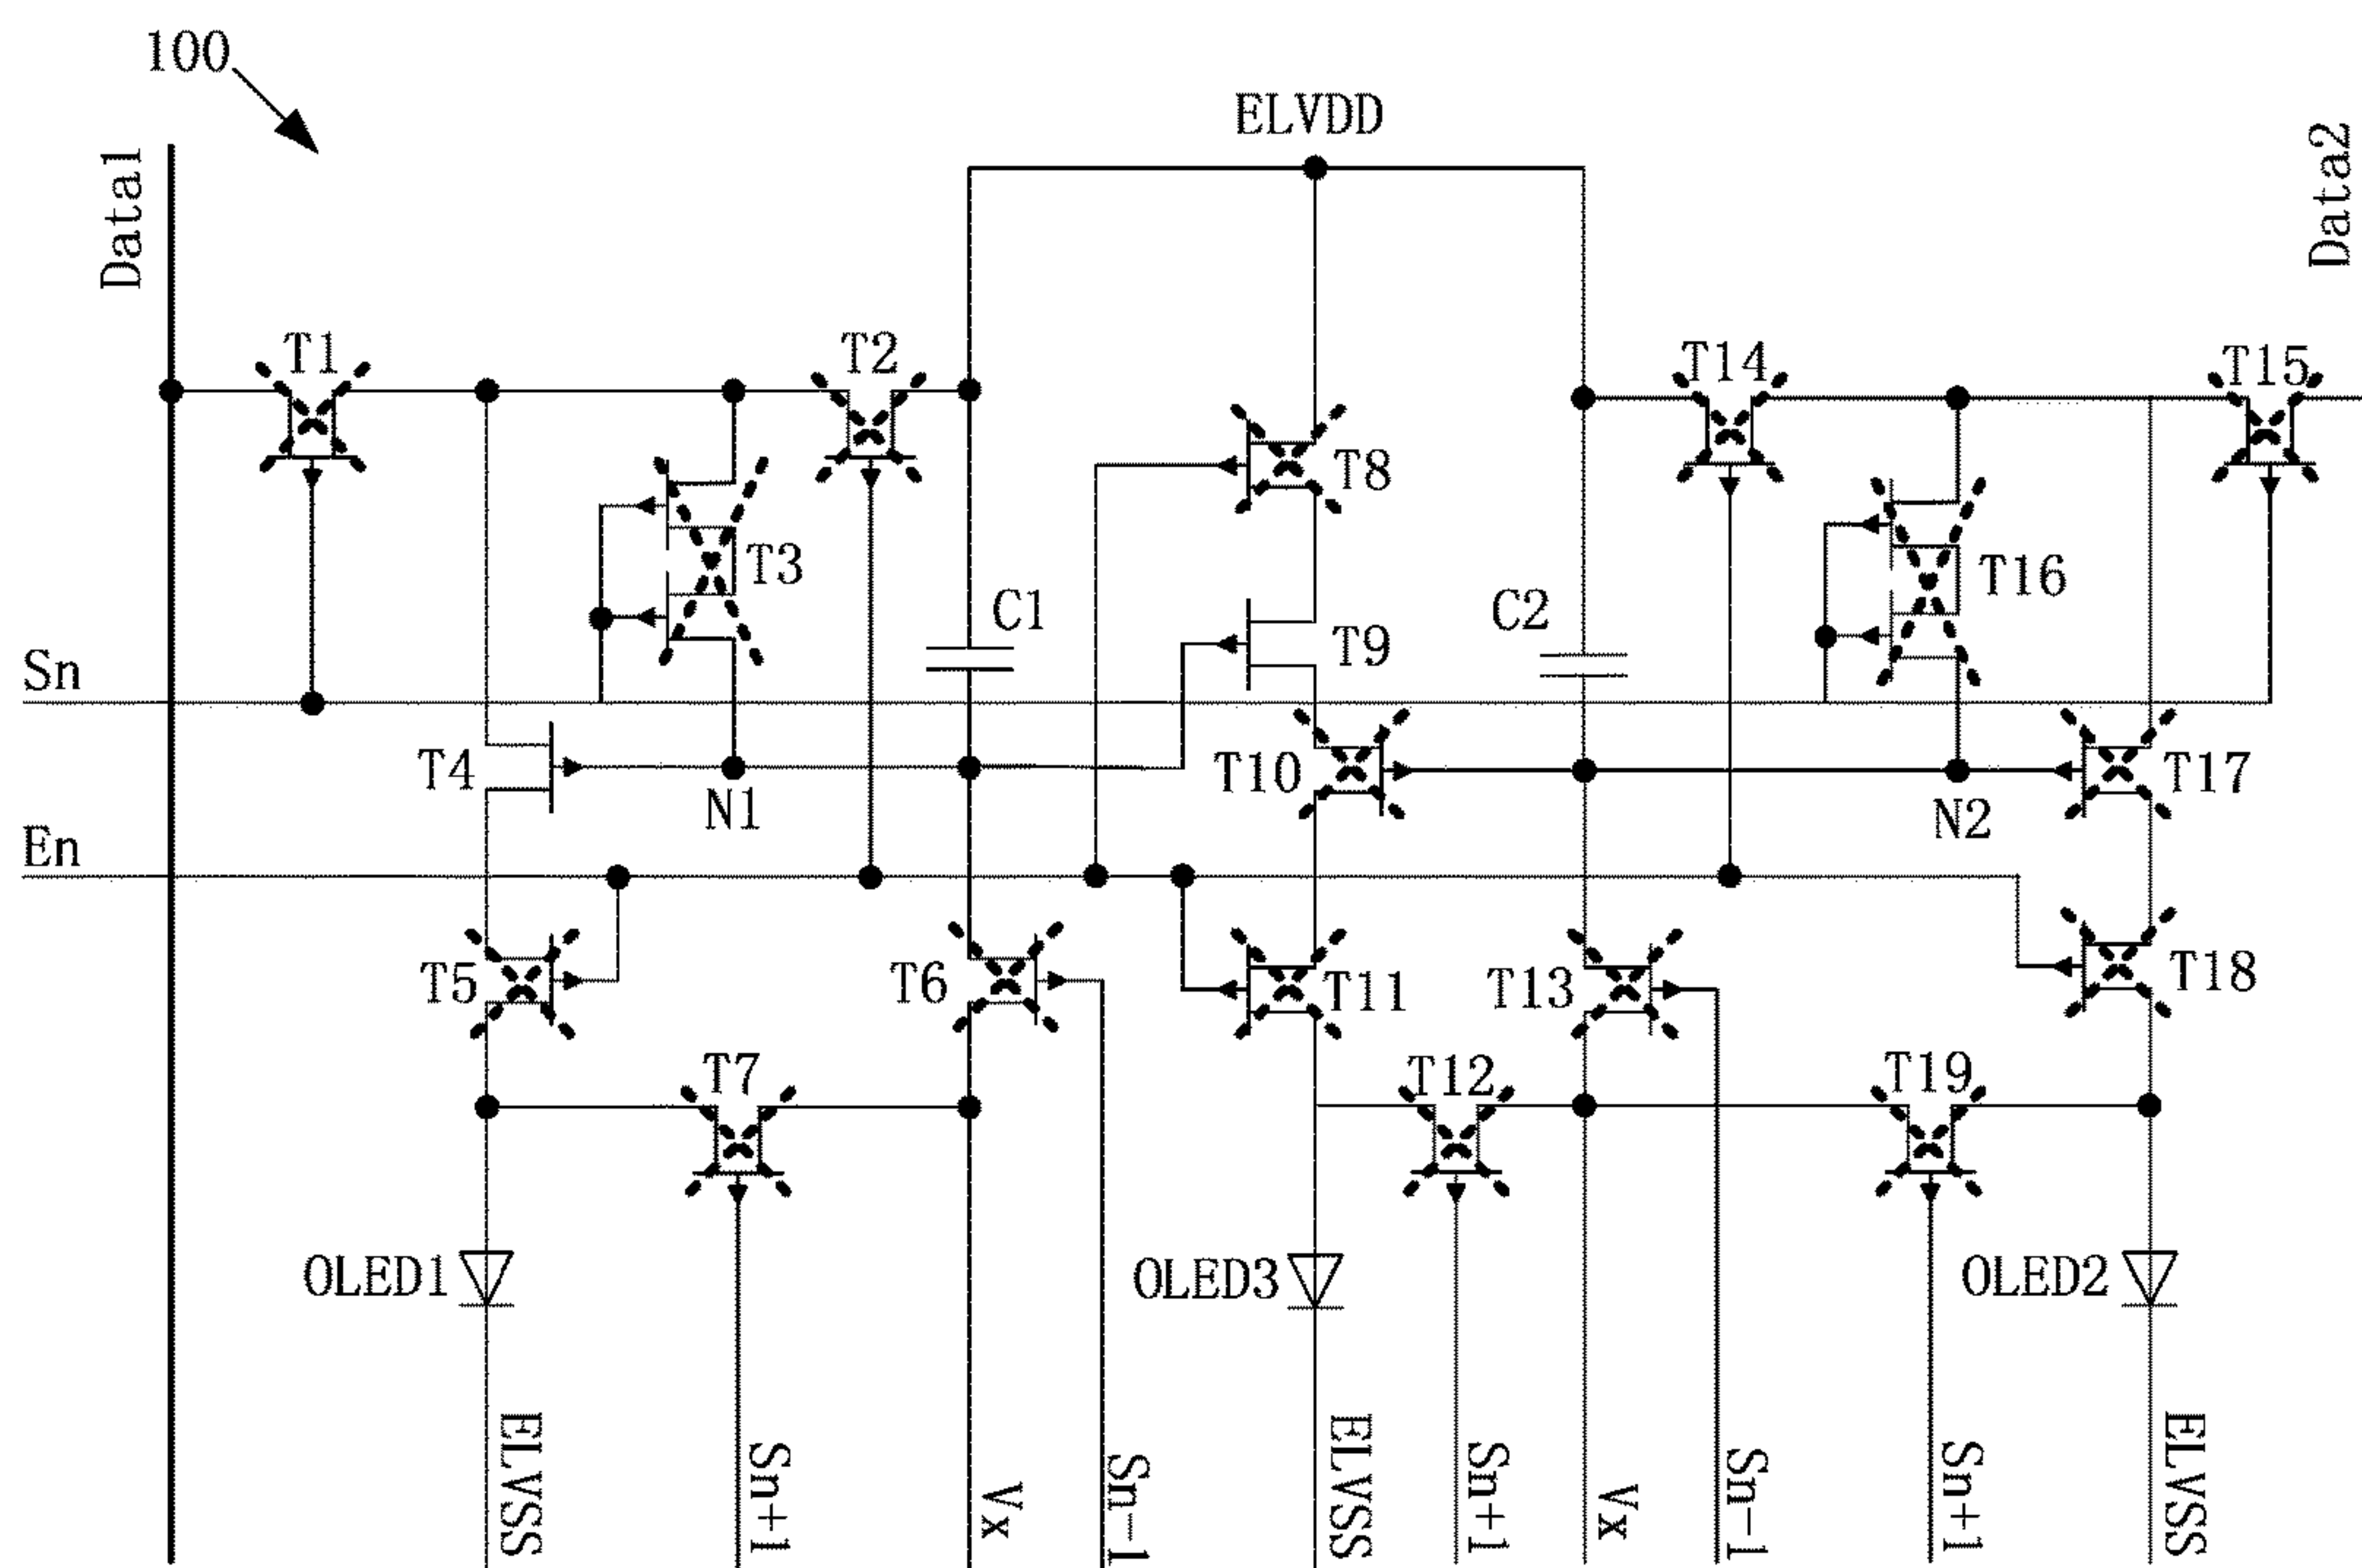 100
ELVDD
Data1
Data2
T1
T2
T14
T15
T8
T3
T16
C1
C2
T9
Sn
T4
T10
T17
N1
N2
En
T5
T6
T11
T13
T18
T7
T12
T19
OLED1
OLED3
OLED2
ELVSS
Sn+1
Vx
Sn-1
ELVSS
Sn+1
Vx
Sn-1
Sn+1
ELVSS